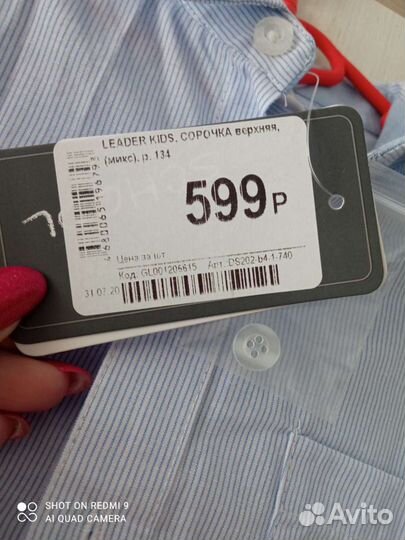 LEADER KIDS. СОРОЧКА верхняя,
(микс), р. 134
599 Р
Цена за шт
Код: GL001206615 Арт.:DS202-b4.1-740
31.07.20
SHOT ON REDMI 9
AI QUAD CAMERA
Avito